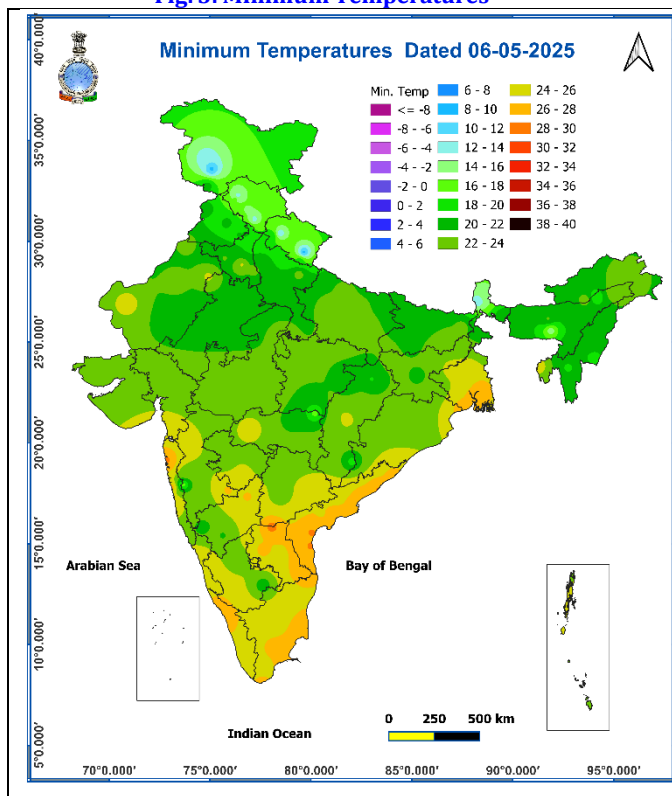 Fig. 3. Minimum Temperatures
Minimum Temperatures Dated 06-05-2025
Min. Temp
<= -8
-8 - -6
-6 - -4
-4 - -2
-2 - 0
0 - 2
2 - 4
4 - 6
6 - 8
8 - 10
10 - 12
12 - 14
14 - 16
16 - 18
18 - 20
20 - 22
22 - 24
24 - 26
26 - 28
28 - 30
30 - 32
32 - 34
34 - 36
36 - 38
38 - 40
40°0.000'
35°0.000'
30°0.000'
25°0.000'
20°0.000'
15°0.000'
10°0.000'
5°0.000'
Arabian Sea
Bay of Bengal
Indian Ocean
0 250 500 km
70°0.000' 75°0.000' 80°0.000' 85°0.000' 90°0.000' 95°0.000'